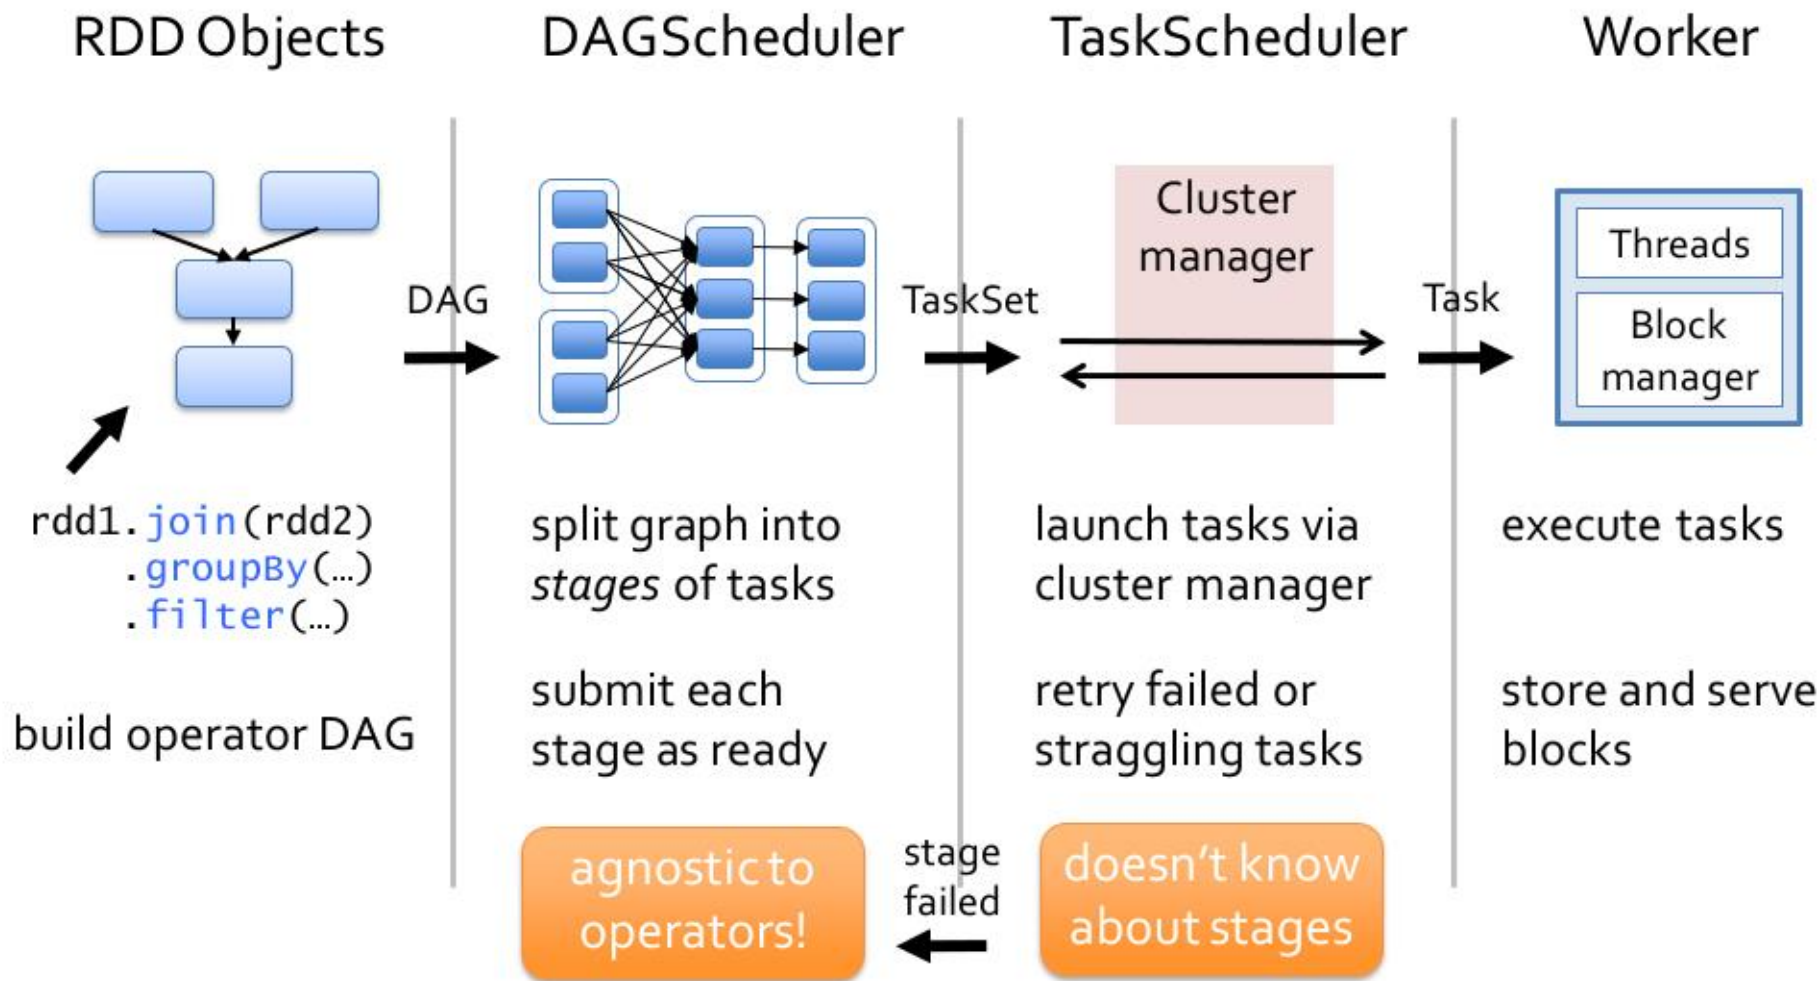 RDD Objects
DAGScheduler
TaskScheduler
Worker
DAG
TaskSet
Cluster
manager
Task
Threads
Block
manager
rdd1.join(rdd2)
.groupBy(…)
.filter(…)
build operator DAG
split graph into
stages of tasks
submit each
stage as ready
launch tasks via
cluster manager
retry failed or
straggling tasks
execute tasks
store and serve
blocks
agnostic to
operators!
stage
failed
doesn't know
about stages